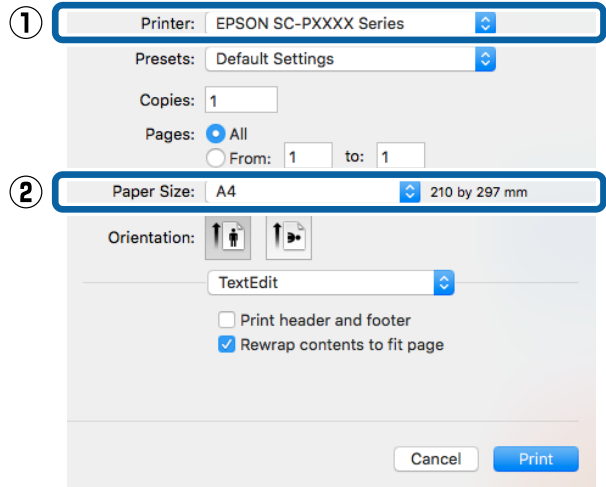 ① Printer: EPSON SC-PXXXX Series
Presets: Default Settings
Copies: 1
Pages: All
From: 1 to: 1
② Paper Size: A4 210 by 297 mm
Orientation:
TextEdit
Print header and footer
Rewrap contents to fit page
Cancel Print